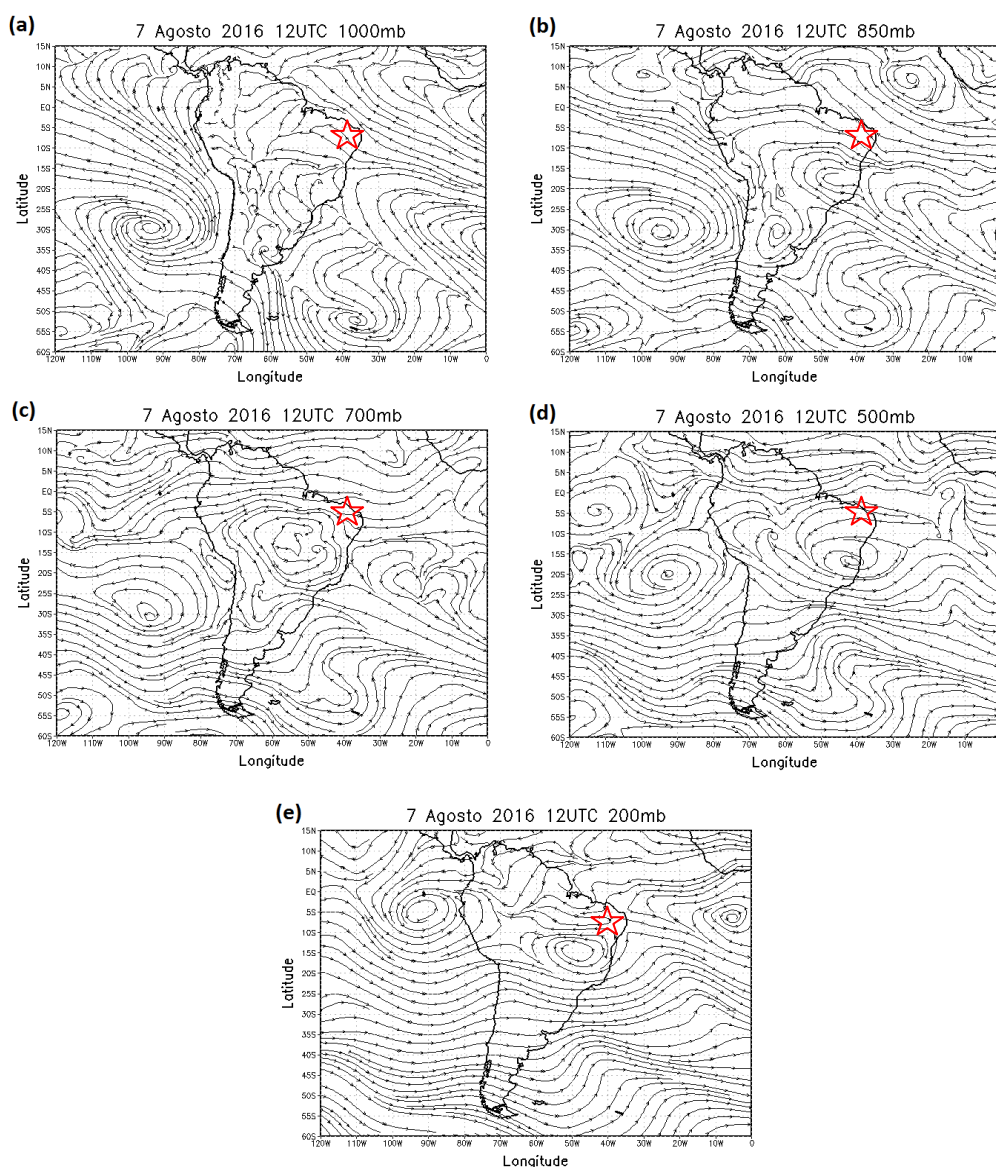 (a)
7 Agosto 2016 12UTC 1000mb
Latitude
15N
10N
5N
EQ
5S
10S
15S
20S
25S
30S
35S
40S
45S
50S
55S
60S
120W 110W 100W 90W 80W 70W 60W 50W 40W 30W 20W 10W 0
Longitude
(b)
7 Agosto 2016 12UTC 850mb
Latitude
15N
10N
5N
EQ
5S
10S
15S
20S
25S
30S
35S
40S
45S
50S
55S
60S
120W 110W 100W 90W 80W 70W 60W 50W 40W 30W 20W 10W
Longitude
(c)
7 Agosto 2016 12UTC 700mb
Latitude
15N
10N
5N
EQ
5S
10S
15S
20S
25S
30S
35S
40S
45S
50S
55S
60S
120W 110W 100W 90W 80W 70W 60W 50W 40W 30W 20W 10W 0
Longitude
(d)
7 Agosto 2016 12UTC 500mb
Latitude
15N
10N
5N
EQ
5S
10S
15S
20S
25S
30S
35S
40S
45S
50S
55S
60S
120W 110W 100W 90W 80W 70W 60W 50W 40W 30W 20W 10W
Longitude
(e)
7 Agosto 2016 12UTC 200mb
Latitude
15N
10N
5N
EQ
5S
10S
15S
20S
25S
30S
35S
40S
45S
50S
55S
60S
120W 110W 100W 90W 80W 70W 60W 50W 40W 30W 20W 10W 0
Longitude